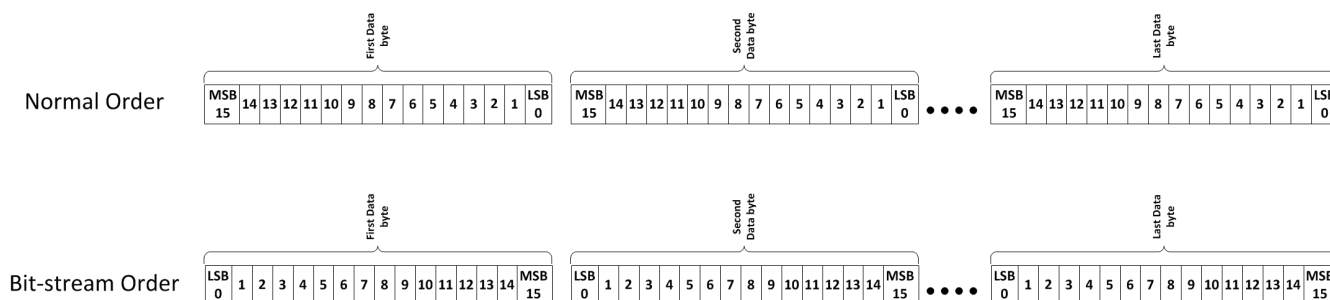 First Data
byte
Second
Data byte
Last Data
byte
Normal Order
MSB 15 14 13 12 11 10 9 8 7 6 5 4 3 2 1 LSB 0
MSB 15 14 13 12 11 10 9 8 7 6 5 4 3 2 1 LSB 0
MSB 15 14 13 12 11 10 9 8 7 6 5 4 3 2 1 LSB 0
First Data
byte
Second
Data byte
Last Data
byte
Bit-stream Order
LSB 0 1 2 3 4 5 6 7 8 9 10 11 12 13 14 MSB 15
LSB 0 1 2 3 4 5 6 7 8 9 10 11 12 13 14 MSB 15
LSB 0 1 2 3 4 5 6 7 8 9 10 11 12 13 14 MSB 15